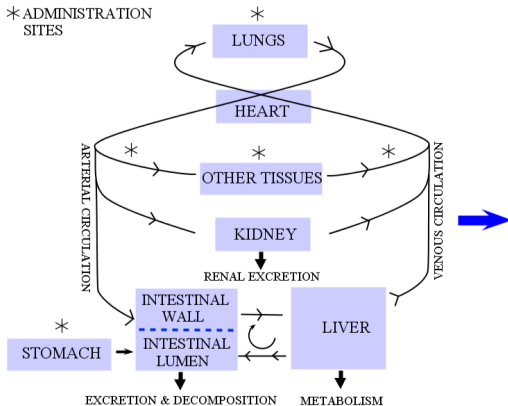 * ADMINISTRATION
SITES
*
LUNGS
HEART
ARTERIAL CIRCULATION
*
*
*
VENOUS CIRCULATION
OTHER TISSUES
KIDNEY
RENAL EXCRETION
INTESTINAL
WALL
LIVER
*
STOMACH
INTESTINAL
LUMEN
EXCRETION & DECOMPOSITION
METABOLISM